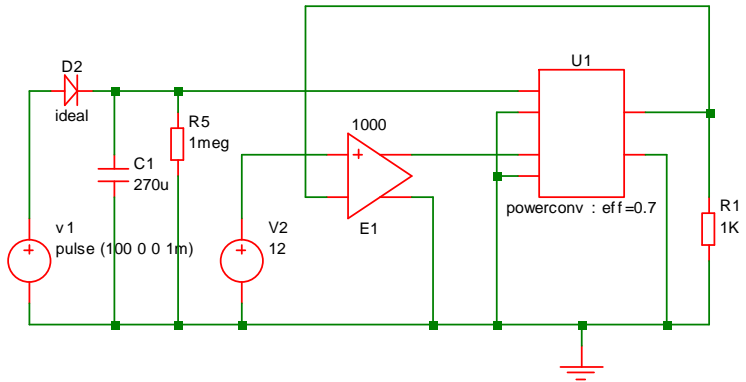 D2
ideal
C1
270u
R5
1meg
v1
pulse (100 0 0 1m)
V2
12
1000
E1
U1
powerconv : eff=0.7
R1
1K